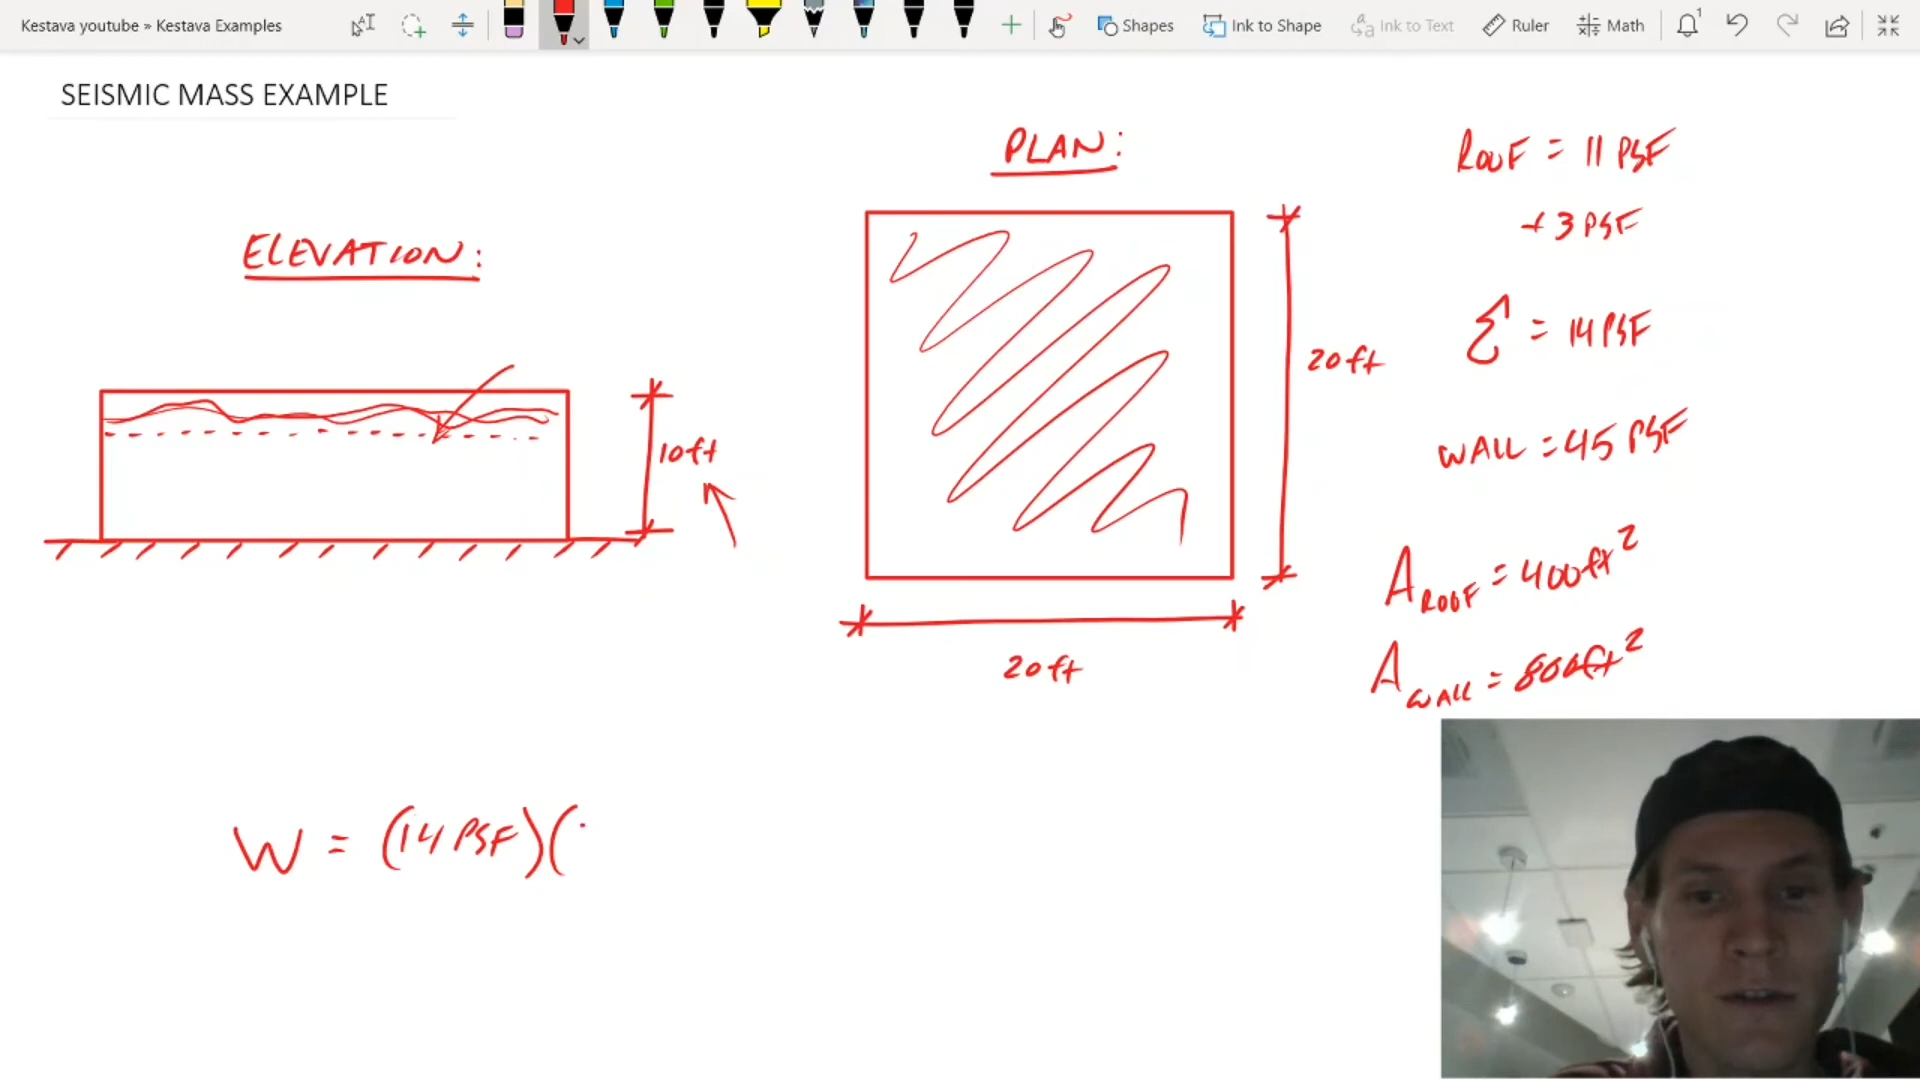 Kestava youtube » Kestava Examples
Shapes
Ink to Shape
Ink to Text
Ruler
Math
1
SEISMIC MASS EXAMPLE
ELEVATION:
10ft
PLAN:
20ft
20ft
ROOF = 11 PSF
+ 3 PSF
Σ = 14 PSF
WALL = 45 PSF
A ROOF = 400ft²
A WALL = 800ft²
W = (14 PSF)(